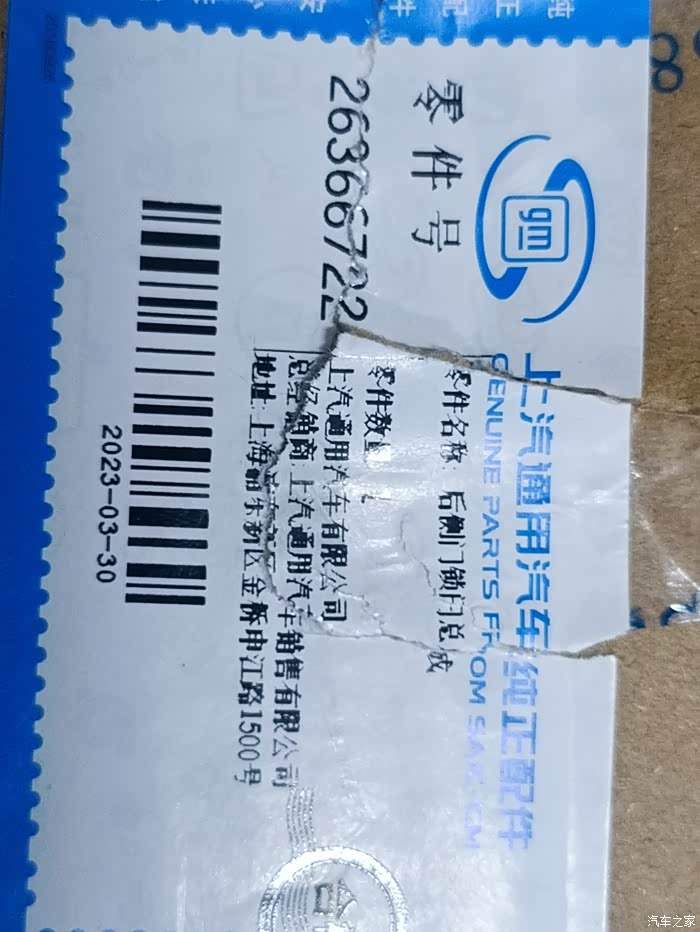 gm
上汽通用汽车纯正配件
GENUINE PARTS FROM SAIC GM
零件号
26366722
零件名称: 后侧门锁闩总成
零件数量
上汽通用汽车有限公司
总经销商: 上汽通用汽车销售有限公司
地址: 上海浦东新区金桥申江路1500号
2023-03-30
合
8
汽车之家